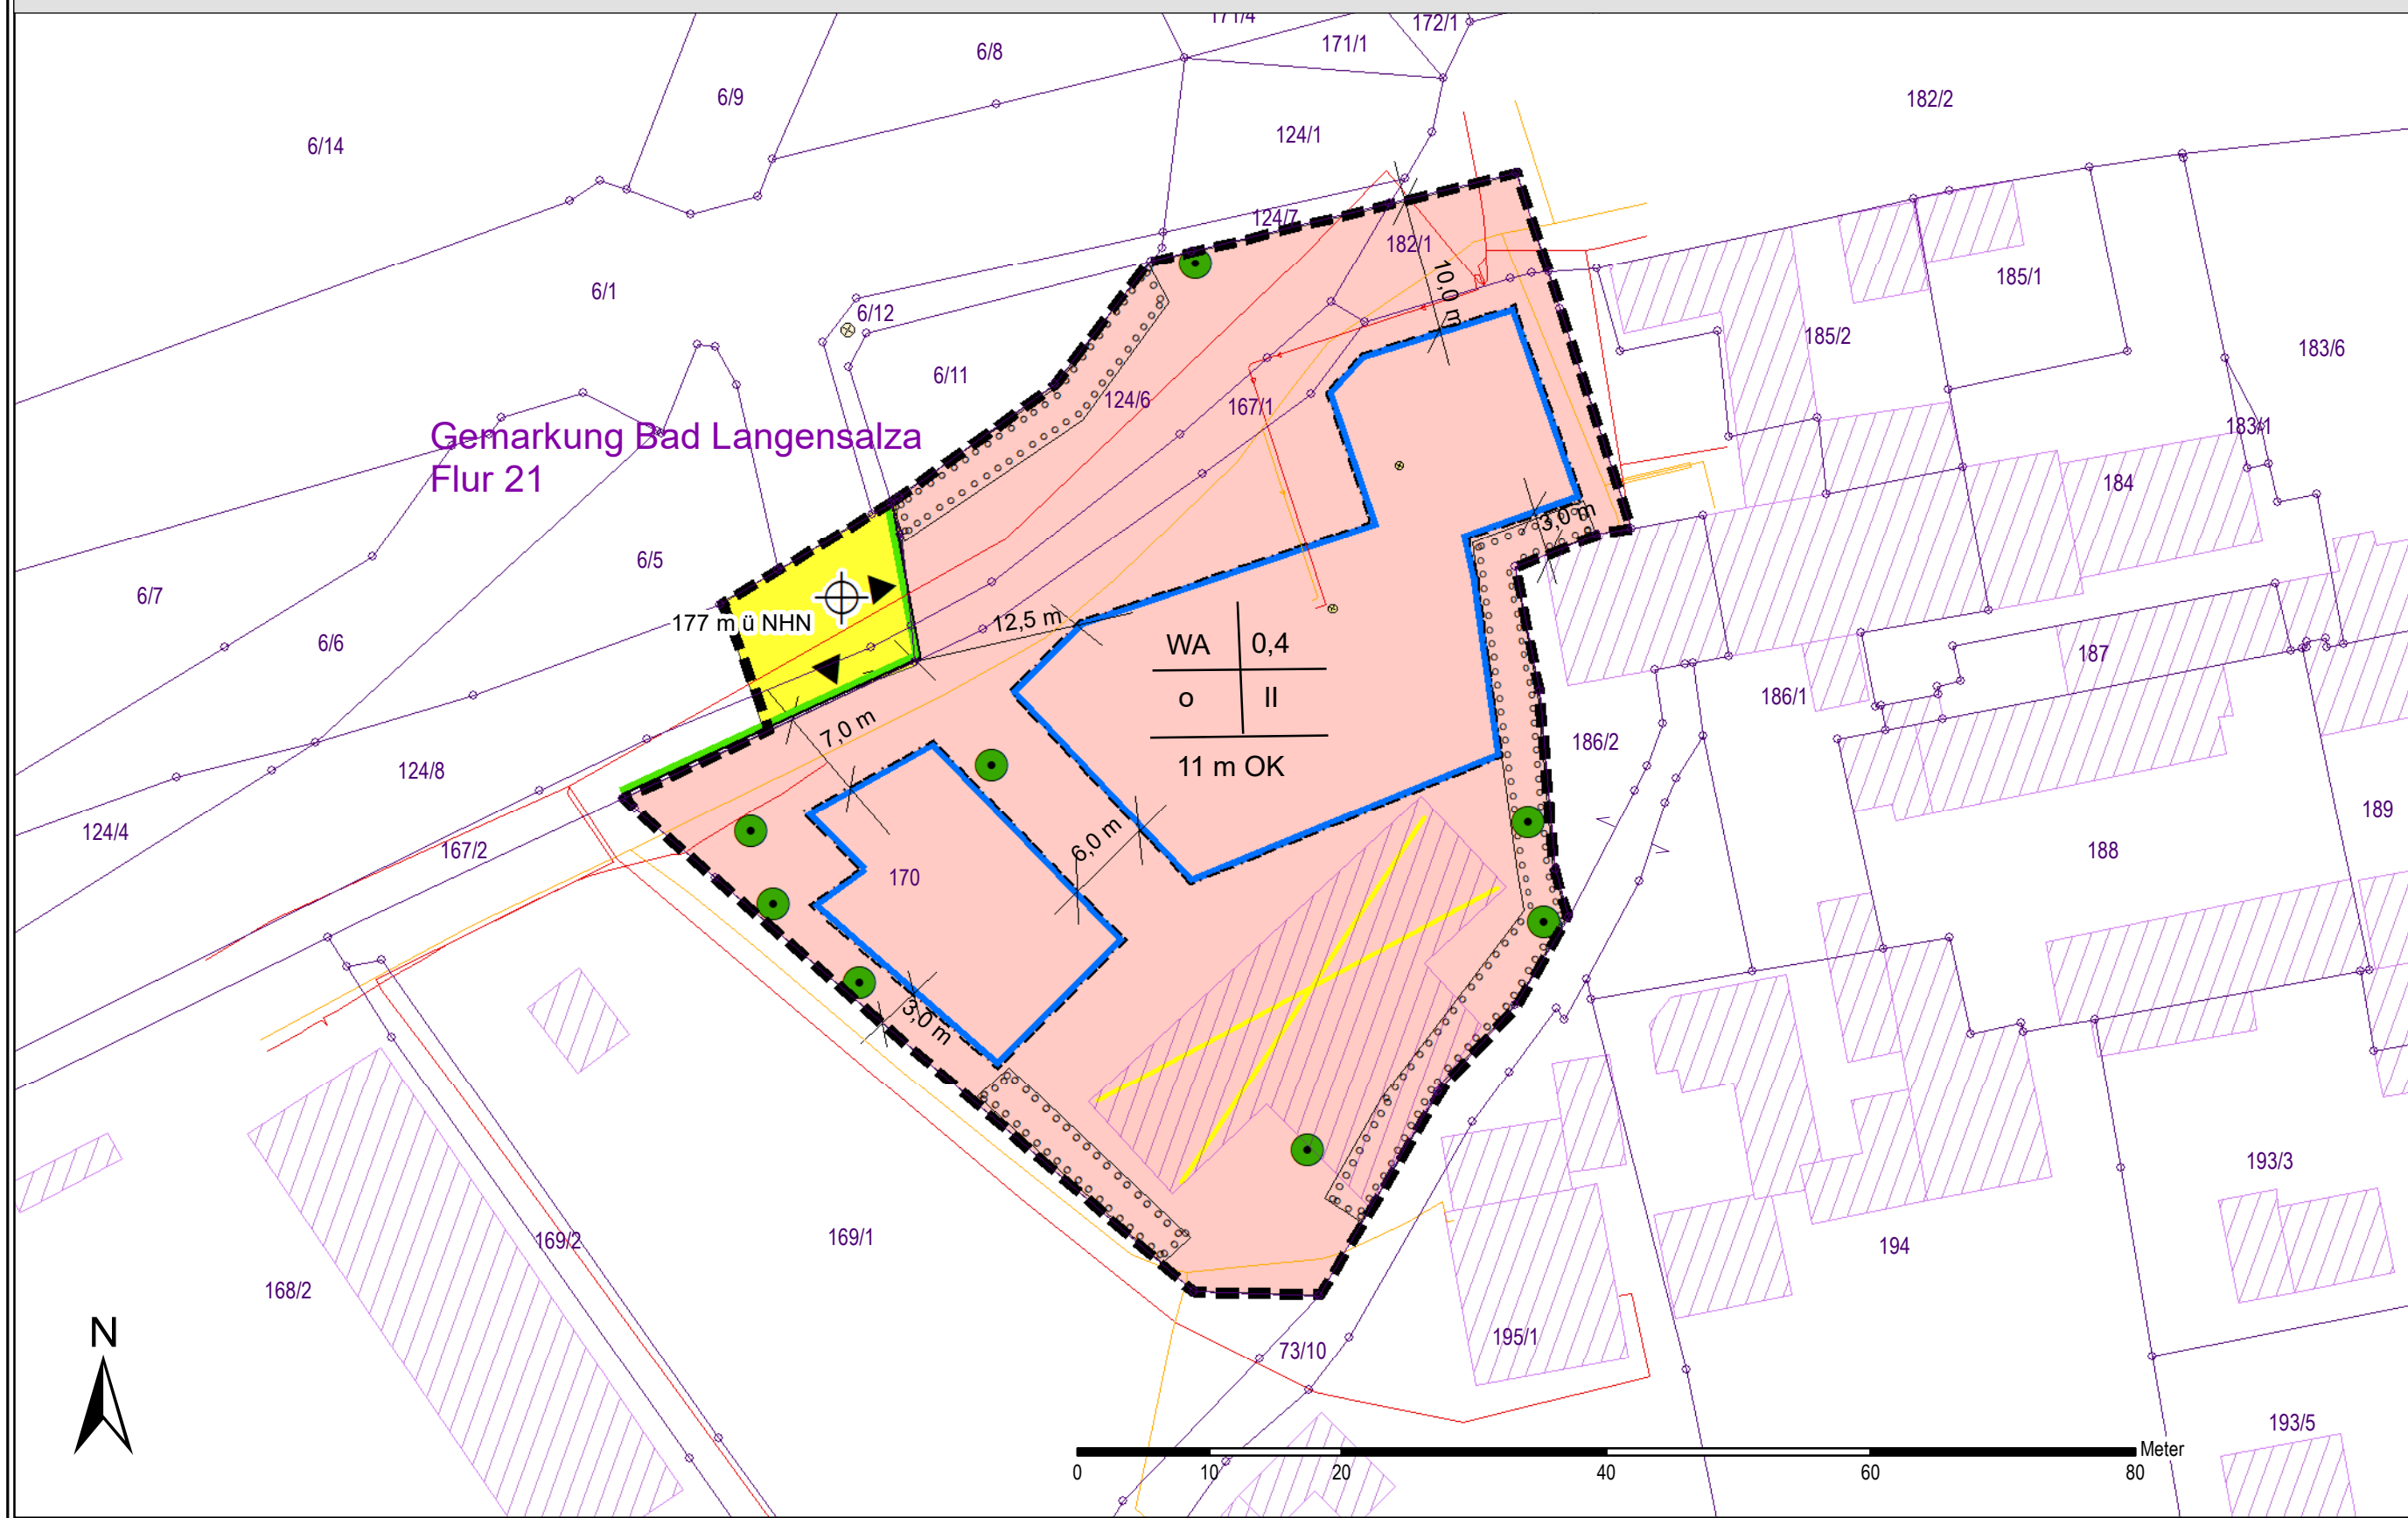 171/4
172/1
171/1
6/8
6/9
182/2
124/1
6/14
124/7
182/1
185/1
10,0 m
6/1
6/12
185/2
183/6
6/11
124/6
167/1
183/1
Gemarkung Bad Langensalza
Flur 21
184
3,0 m
6/5
6/7
177 m ü NHN
12,5 m
WA 0,4
6/6
187
o II
186/1
7,0 m
186/2
11 m OK
124/8
189
124/4
6,0 m
167/2
188
170
3,0 m
193/3
169/1
169/2
194
168/2
N
195/1
73/10
193/5
Meter
0 10 20 40 60 80